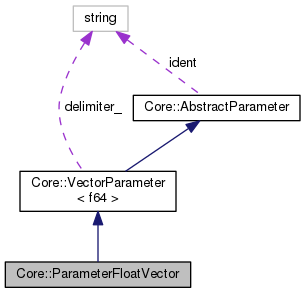 string
ident
delimiter_
Core::AbstractParameter
Core::VectorParameter
< f64 >
Core::ParameterFloatVector